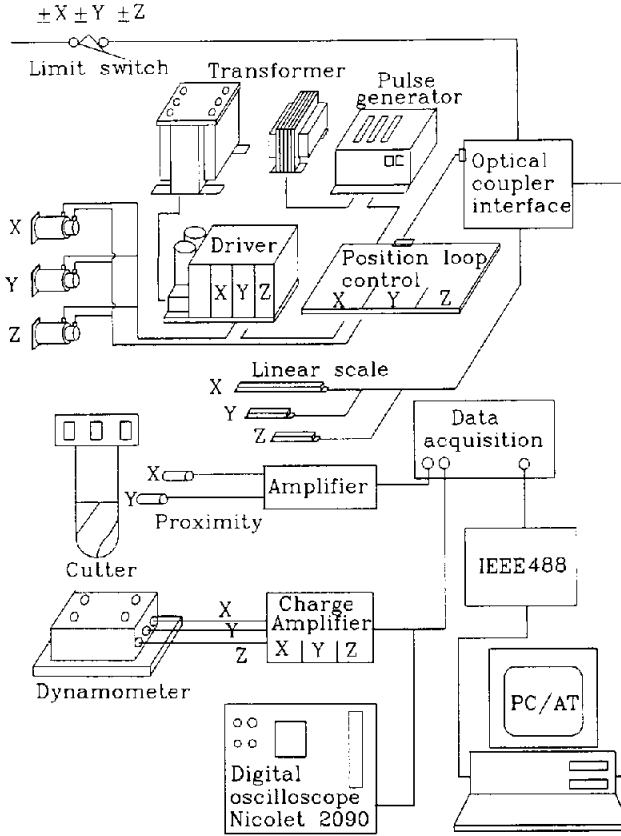 ±X ±Y ±Z
Limit switch
Transformer
Pulse
generator
Optical
coupler
interface
X
Y
Z
Driver
X Y Z
Position loop
control
X Y Z
Linear scale
X
Y
Z
Data
acquisition
X
Y
Proximity
Amplifier
Cutter
IEEE488
X
Y
Z
Charge
Amplifier
X Y Z
Dynamometer
PC/AT
Digital
oscilloscope
Nicolet 2090